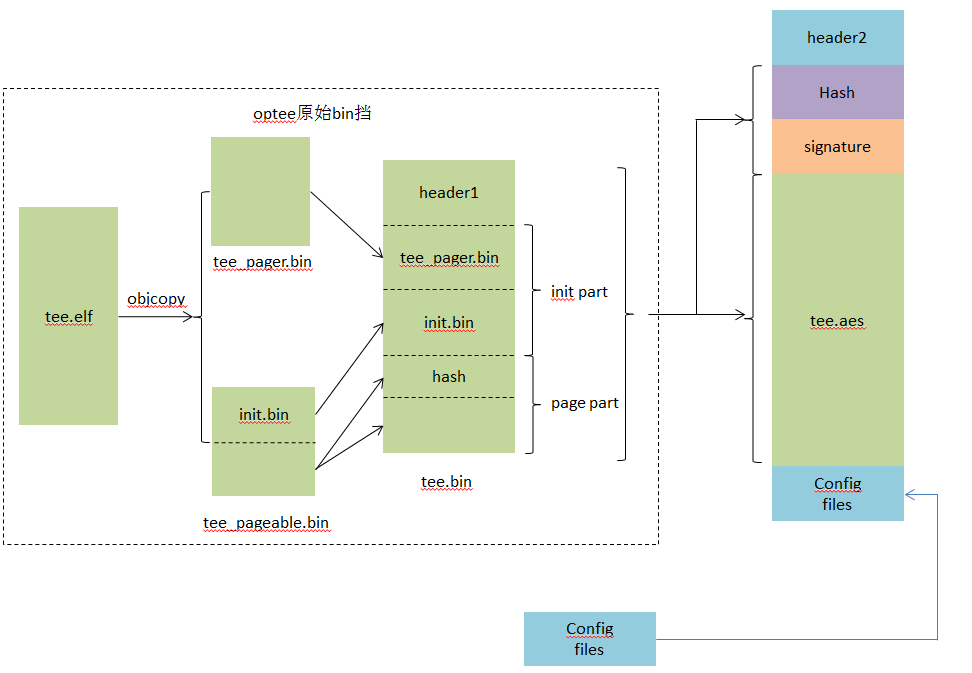 optee原始bin挡
tee.elf
objcopy
tee_pager.bin
init.bin
tee_pageable.bin
header1
tee_pager.bin
init.bin
hash
tee.bin
init part
page part
header2
Hash
signature
tee.aes
Config
files
Config
files